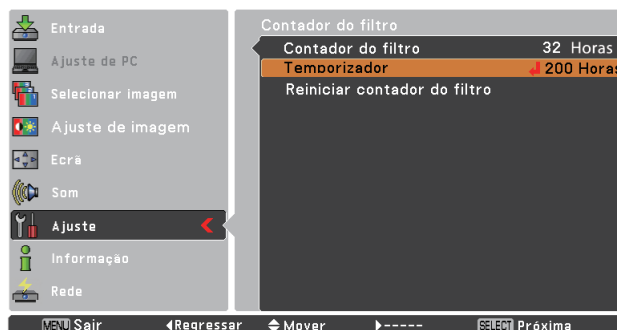 Entrada
Ajuste de PC
Selecionar imagem
Ajuste de imagem
Ecrã
Som
Ajuste
Informação
Rede
Contador do filtro
Contador do filtro 32 Horas
Temporizador 200 Horas
Reiniciar contador do filtro
MENU Sair Regressar Mover ----- SELECT Próxima